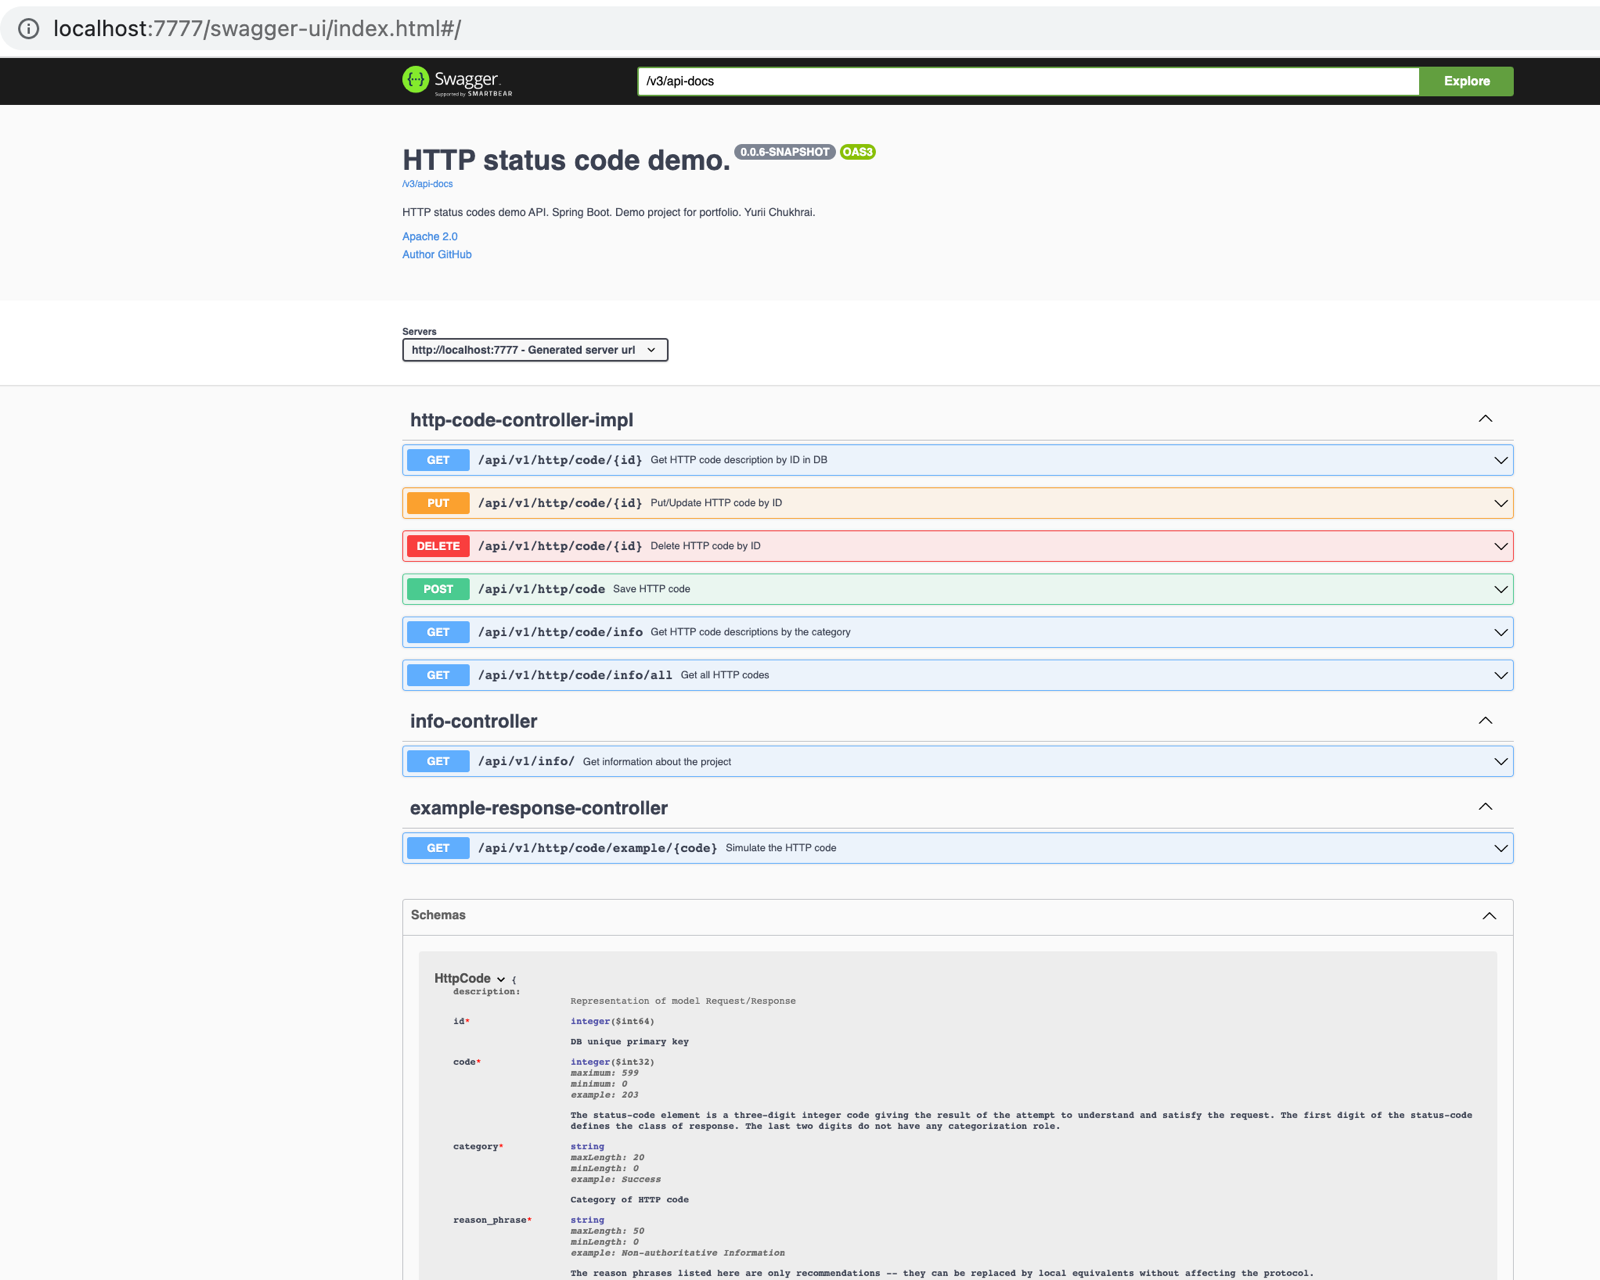 localhost:7777/swagger-ui/index.html#/
Swagger.
Supported by SMARTBEAR
/v3/api-docs
Explore
HTTP status code demo. 0.0.6-SNAPSHOT OAS3
/v3/api-docs
HTTP status codes demo API. Spring Boot. Demo project for portfolio. Yurii Chukhrai.
Apache 2.0
Author GitHub
Servers
http://localhost:7777 - Generated server url
http-code-controller-impl
GET /api/v1/http/code/{id} Get HTTP code description by ID in DB
PUT /api/v1/http/code/{id} Put/Update HTTP code by ID
DELETE /api/v1/http/code/{id} Delete HTTP code by ID
POST /api/v1/http/code Save HTTP code
GET /api/v1/http/code/info Get HTTP code descriptions by the category
GET /api/v1/http/code/info/all Get all HTTP codes
info-controller
GET /api/v1/info/ Get information about the project
example-response-controller
GET /api/v1/http/code/example/{code} Simulate the HTTP code
Schemas
HttpCode {
description:
Representation of model Request/Response
id* integer($int64)
DB unique primary key
code* integer($int32)
maximum: 599
minimum: 0
example: 203
The status-code element is a three-digit integer code giving the result of the attempt to understand and satisfy the request. The first digit of the status-code
defines the class of response. The last two digits do not have any categorization role.
category* string
maxLength: 20
minLength: 0
example: Success
Category of HTTP code
reason_phrase* string
maxLength: 50
minLength: 0
example: Non-authoritative Information
The reason phrases listed here are only recommendations -- they can be replaced by local equivalents without affecting the protocol.